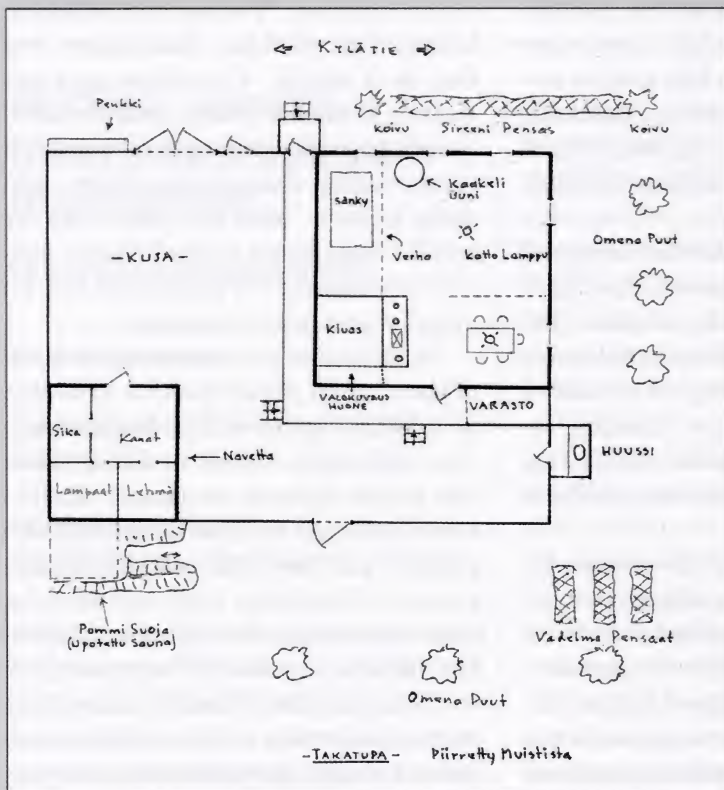 ← KYLÄTIE →
Penkki
Koivu Sireeni Pensas Koivu
Kaakeli
Uuni
Sänky
Omena Puut
Verho Katto Lamppu
-KUJA-
Kiuas
VALOKUVAUS
HUONE
VARASTO
Sika Kanat
HUUSSI
← Navetta
Lampaat Lehmä
Pommi Suoja
(Upotettu Sauna)
Vadelma Pensaat
Omena Puut
-TAKATUPA- Piirretty Muistista